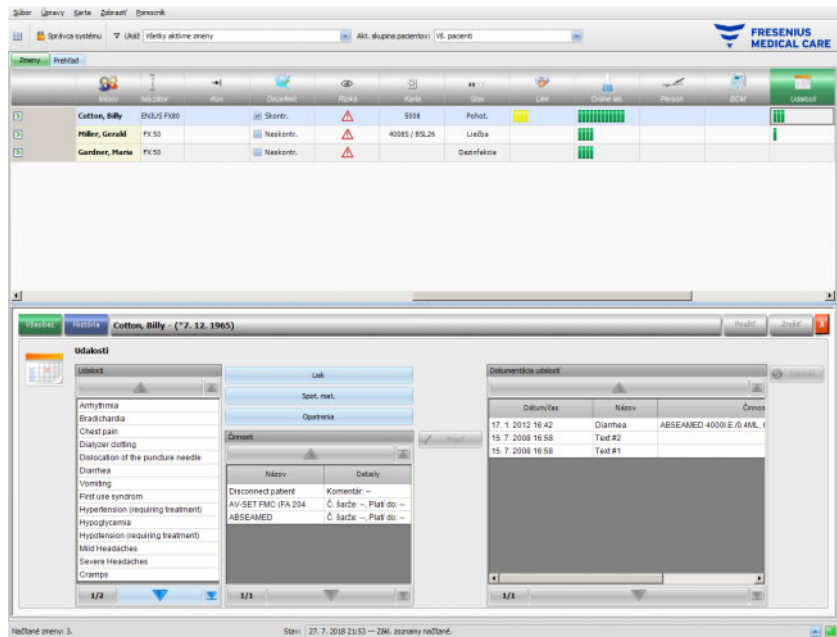 Súbor Úpravy Karta Zobraziť Pomocník
Správca systému Ukáž Všetky aktívne zmeny Akt. skupina pacientov: Vš. pacienti
FRESENIUS
MEDICAL CARE
Zmeny Prehľad
Názov Kon. Dezinfekt. Riziká Karta Stav Liek Online lab. Person. BCM Udalosti
Cotton, Billy Skontr. 5008 Pohot.
Miller, Gerald FX 50 Neskontr. 4008S / BSL26 Liečba
Gardner, Maria FX 50 Neskontr. Dezinfekcia
Všeobec História Cotton, Billy - (*7. 12. 1965) Použiť Zrušiť X
Udalosti
Udalosti
Arrhythmia
Bradichardia
Chest pain
Dialyzer clotting
Dislocation of the puncture needle
Diarrhea
Vomiting
First use syndrom
Hypertension (requiring treatment)
Hypoglycemia
Hypotension (requiring treatment)
Mild Headaches
Severe Headaches
Cramps
1/2
Liek
Spot. mat.
Opatrenia
Činnosti
Názov Detaily
Disconnect patient Komentár: --
AV-SET FMC (FA 204 Č. šarže: --, Platí do: --
ABSEAMED Č. šarže: --, Platí do: --
1/1
Dokumentácia udalostí
Dátum/čas Názov Činnos
17. 1. 2012 16:42 Diarrhea ABSEAMED 4000I.E./0.4ML,
15. 7. 2008 16:58 Text #2
15. 7. 2008 16:58 Text #1
1/1
Načítané zmeny: 3. Stav: 27. 7. 2018 21:53 --- Zákl. zoznamy načítané.